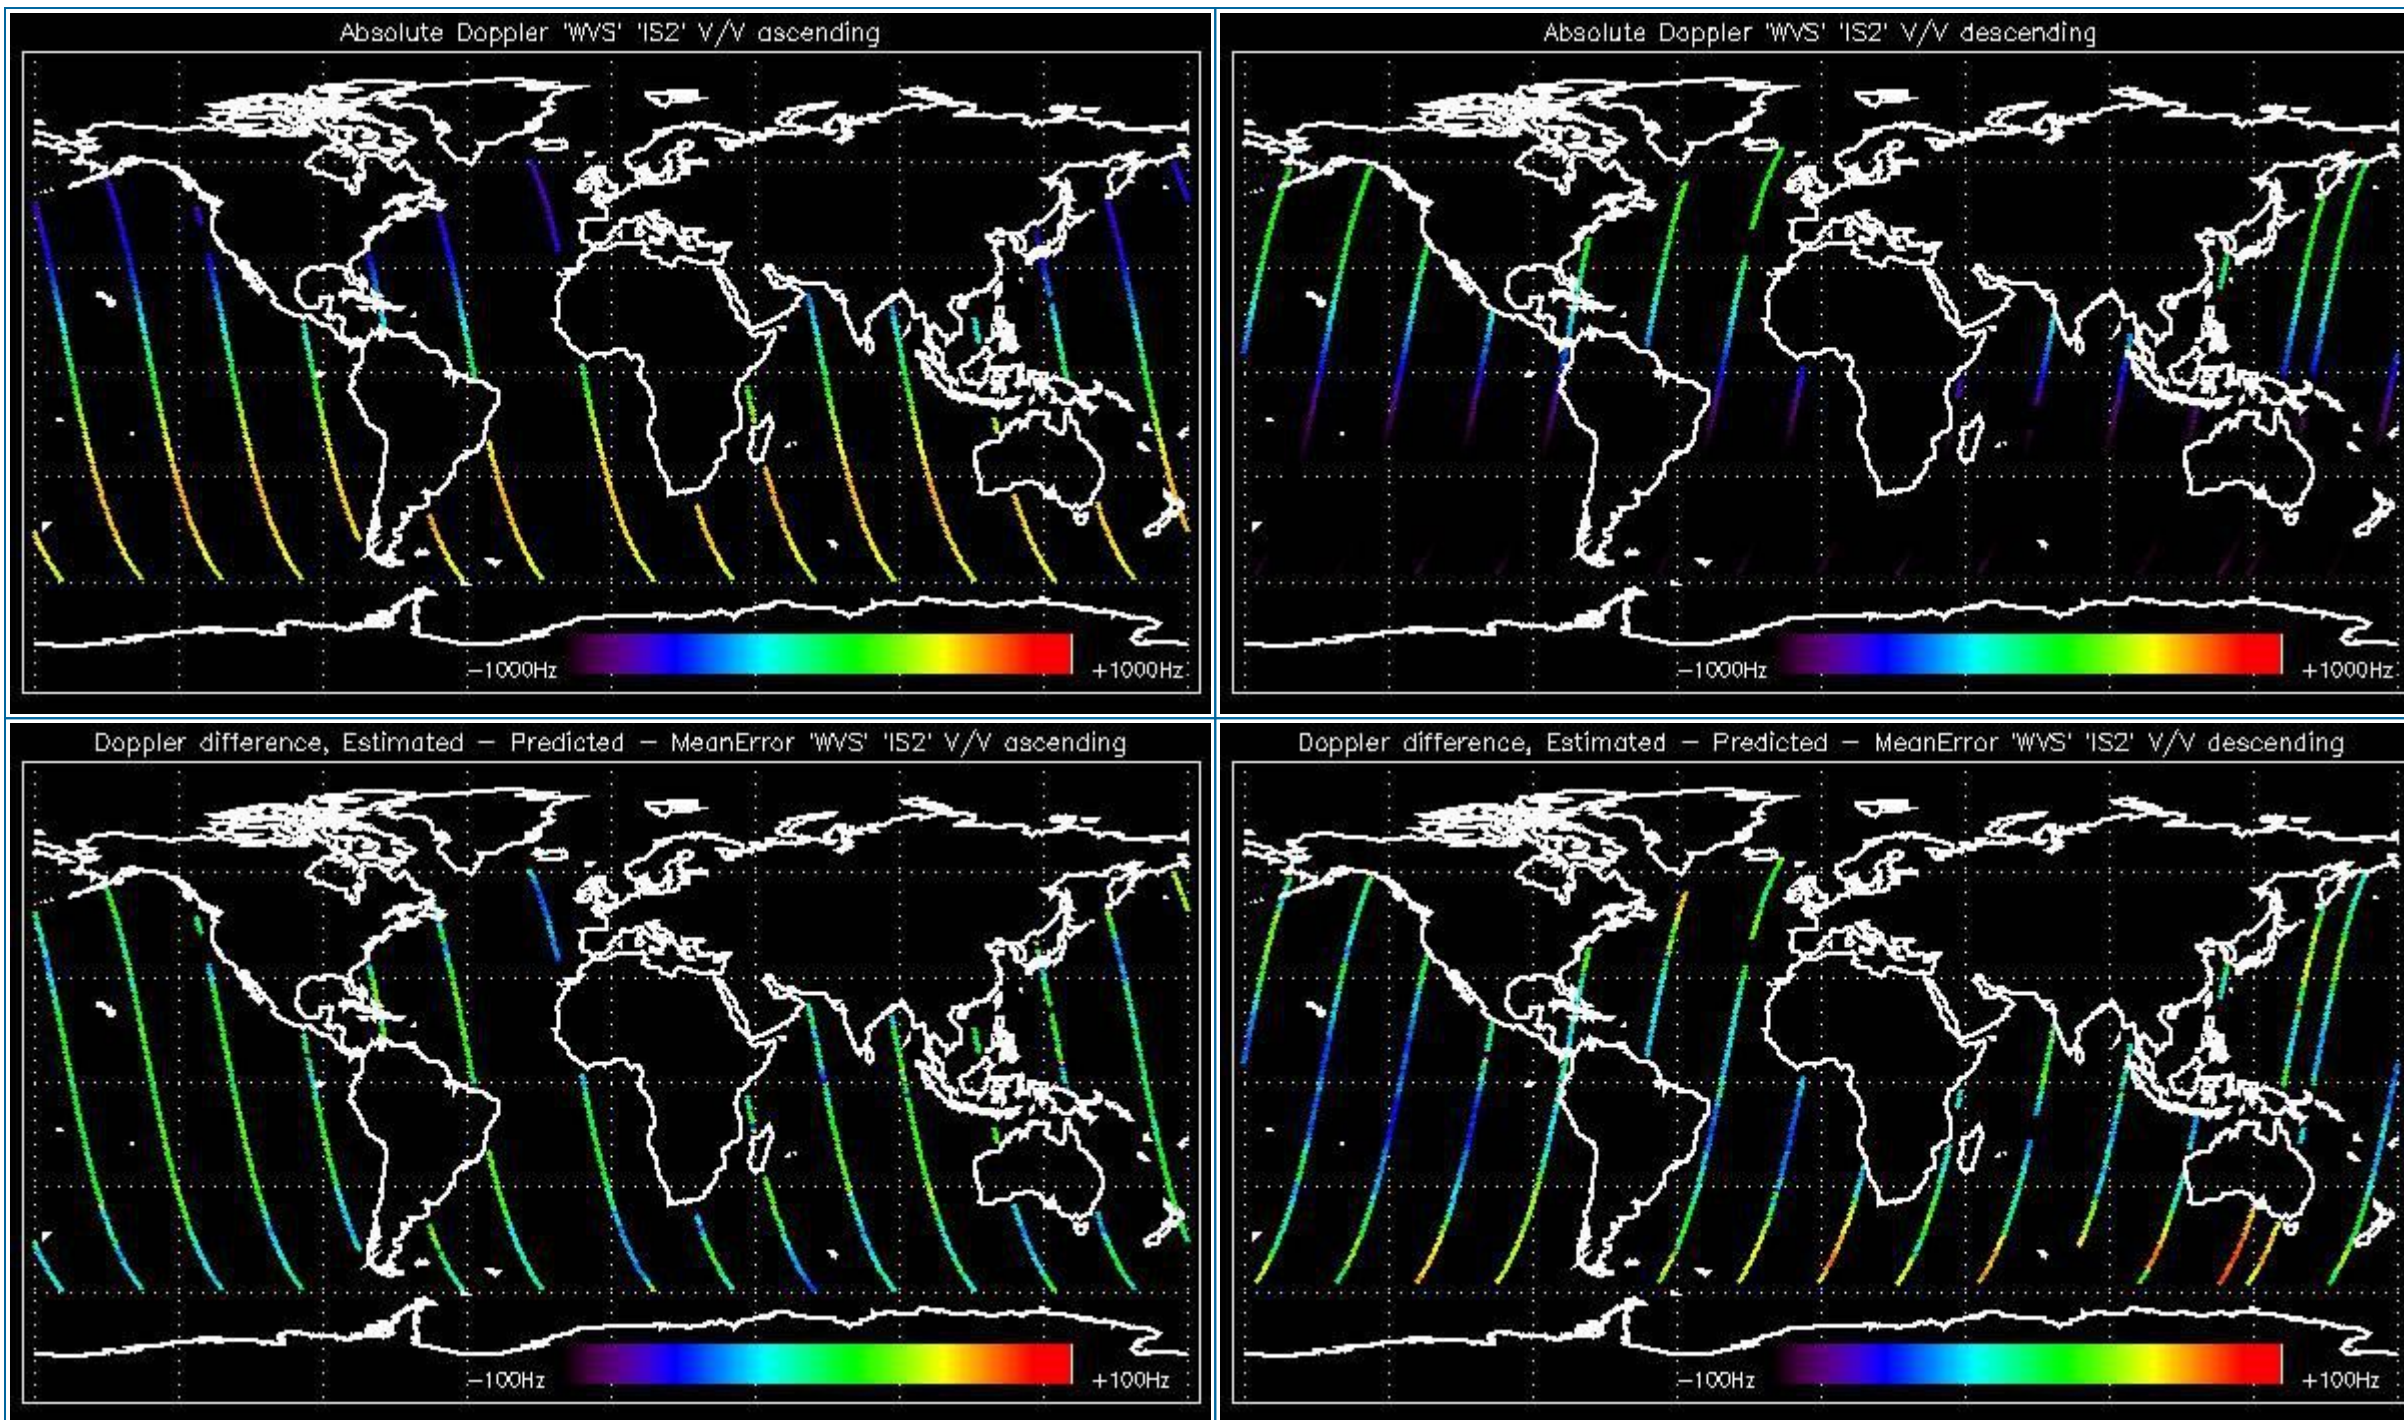 Absolute Doppler 'WVS' 'IS2' V/V ascending
-1000Hz
+1000Hz
Absolute Doppler 'WVS' 'IS2' V/V descending
-1000Hz
+1000Hz
Doppler difference, Estimated - Predicted - MeanError 'WVS' 'IS2' V/V ascending
-100Hz
+100Hz
Doppler difference, Estimated - Predicted - MeanError 'WVS' 'IS2' V/V descending
-100Hz
+100Hz